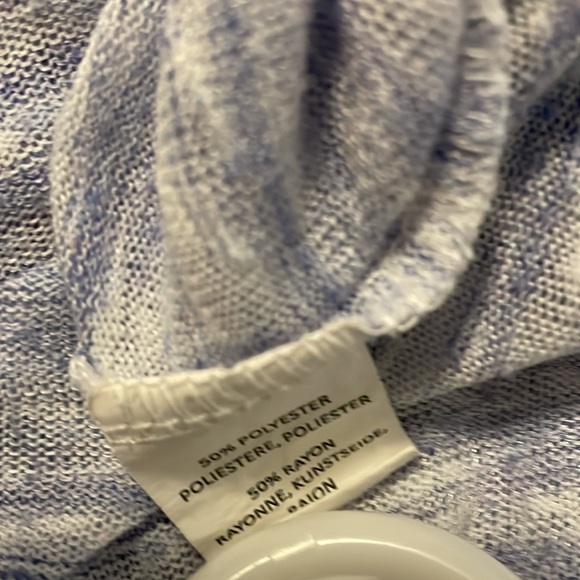 50% POLYESTER
POLIESTERE, POLIESTER
50% RAYON
RAYONNE, KUNSTSEIDE,
RAION